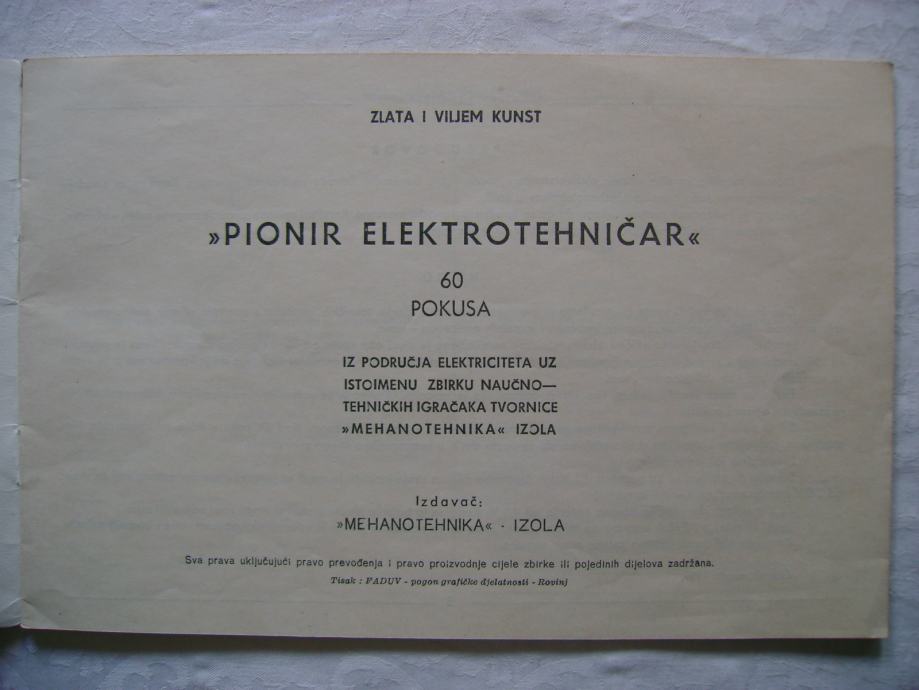 ZLATA I VILJEM KUNST
»PIONIR ELEKTROTEHNIČAR«
60
POKUSA
IZ PODRUČJA ELEKTRICITETA UZ
ISTOIMENU ZBIRKU NAUČNO—
TEHNIČKIH IGRAČAKA TVORNICE
»MEHANOTEHNIKA« IZOLA
Izdavač:
»MEHANOTEHNIKA« - IZOLA
Sva prava uključujući pravo prevođenja i pravo proizvodnje cijele zbirke ili pojedinih dijelova zadržana.
Tisak : FADUV - pogon grafičke djelatnosti - Rovinj